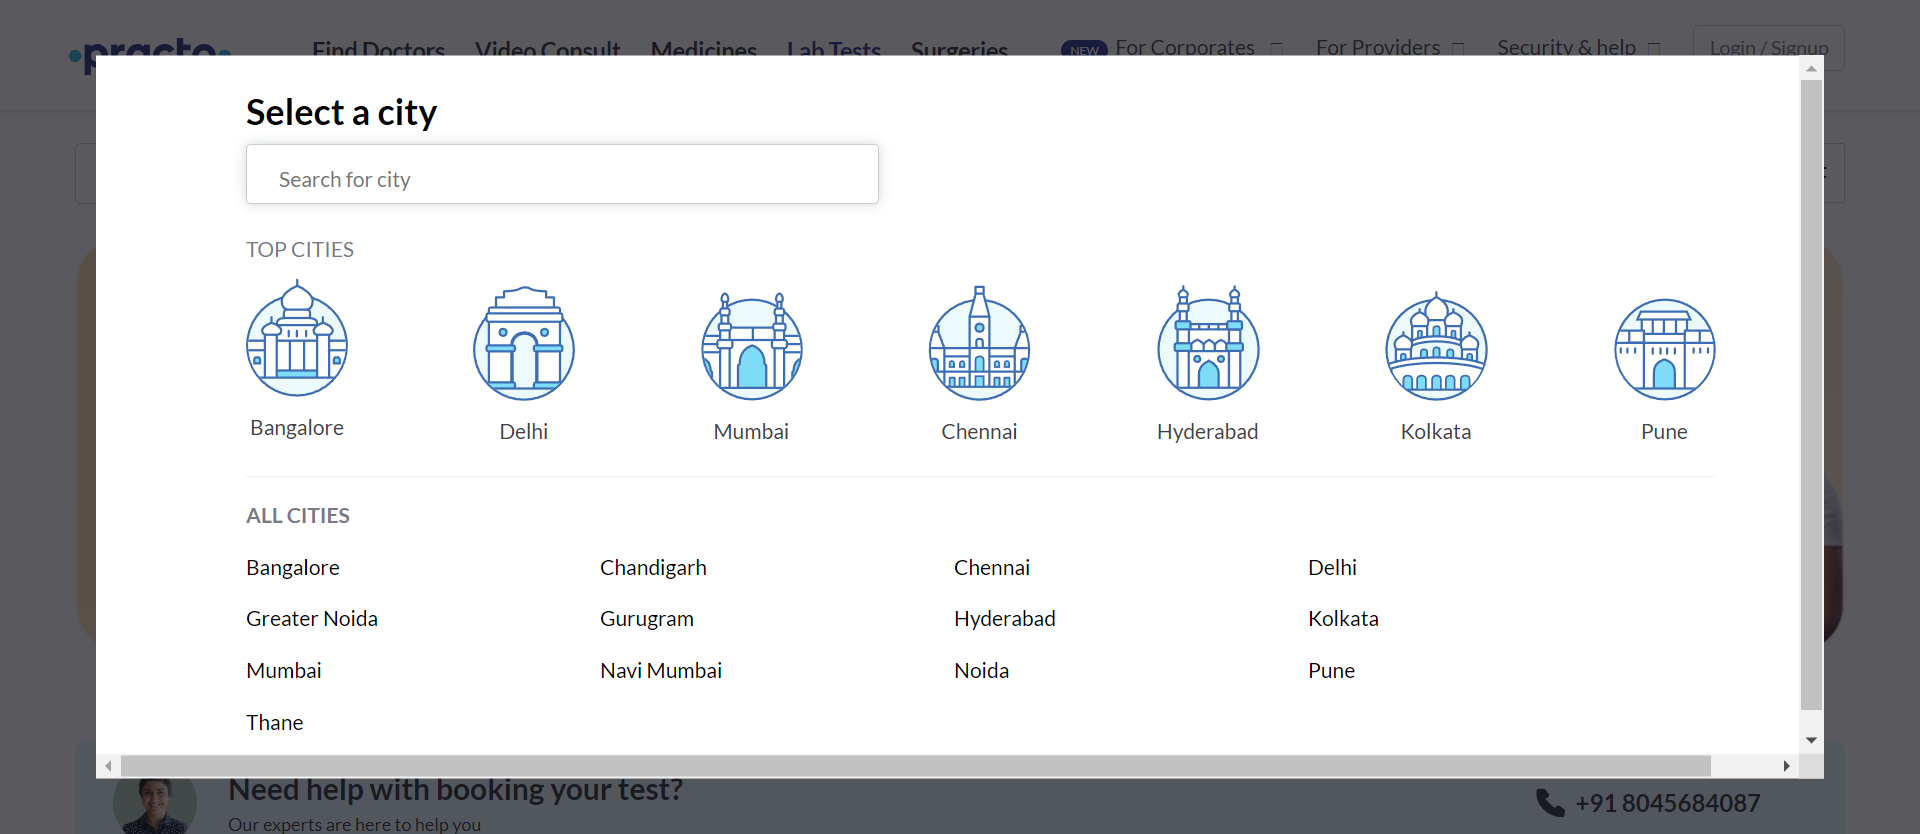 practo
Find Doctors Video Consult Medicines Lab Tests Surgeries NEW For Corporates For Providers Security & help Login / Signup
Select a city
Search for city
TOP CITIES
Bangalore Delhi Mumbai Chennai Hyderabad Kolkata Pune
ALL CITIES
Bangalore Chandigarh Chennai Delhi
Greater Noida Gurugram Hyderabad Kolkata
Mumbai Navi Mumbai Noida Pune
Thane
Need help with booking your test?
Our experts are here to help you
+91 8045684087